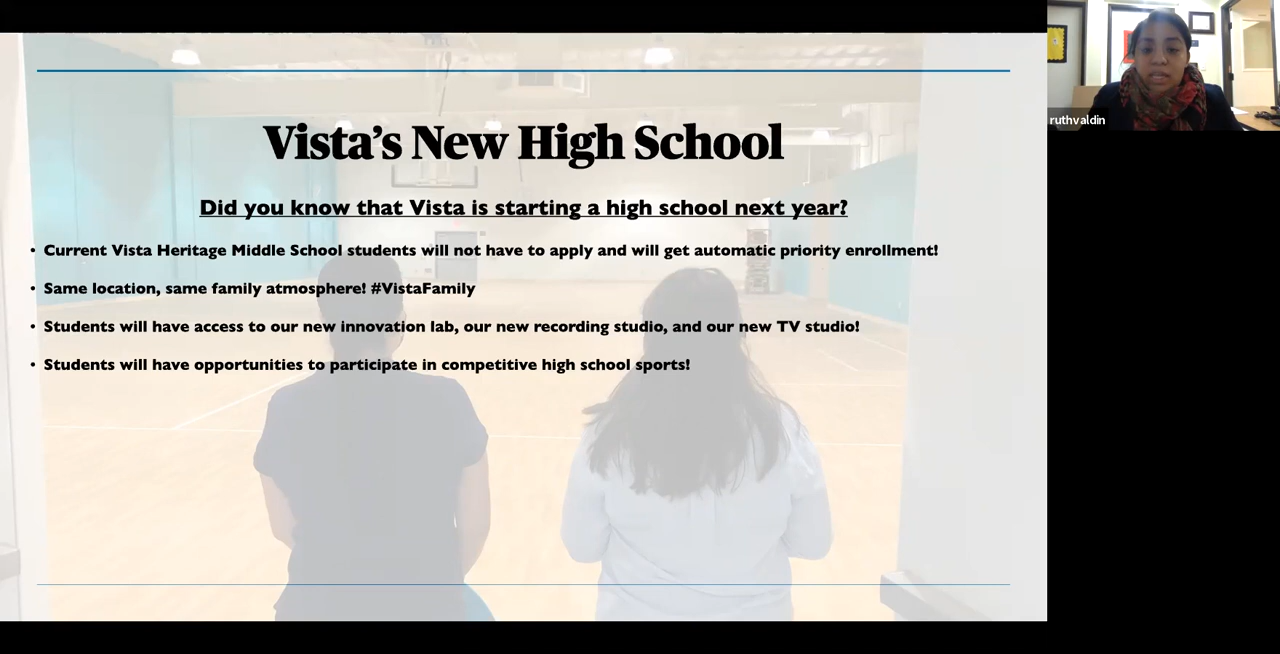 Vista's New High School
Did you know that Vista is starting a high school next year?
• Current Vista Heritage Middle School students will not have to apply and will get automatic priority enrollment!
• Same location, same family atmosphere! #VistaFamily
• Students will have access to our new innovation lab, our new recording studio, and our new TV studio!
• Students will have opportunities to participate in competitive high school sports!
ruthvaldin